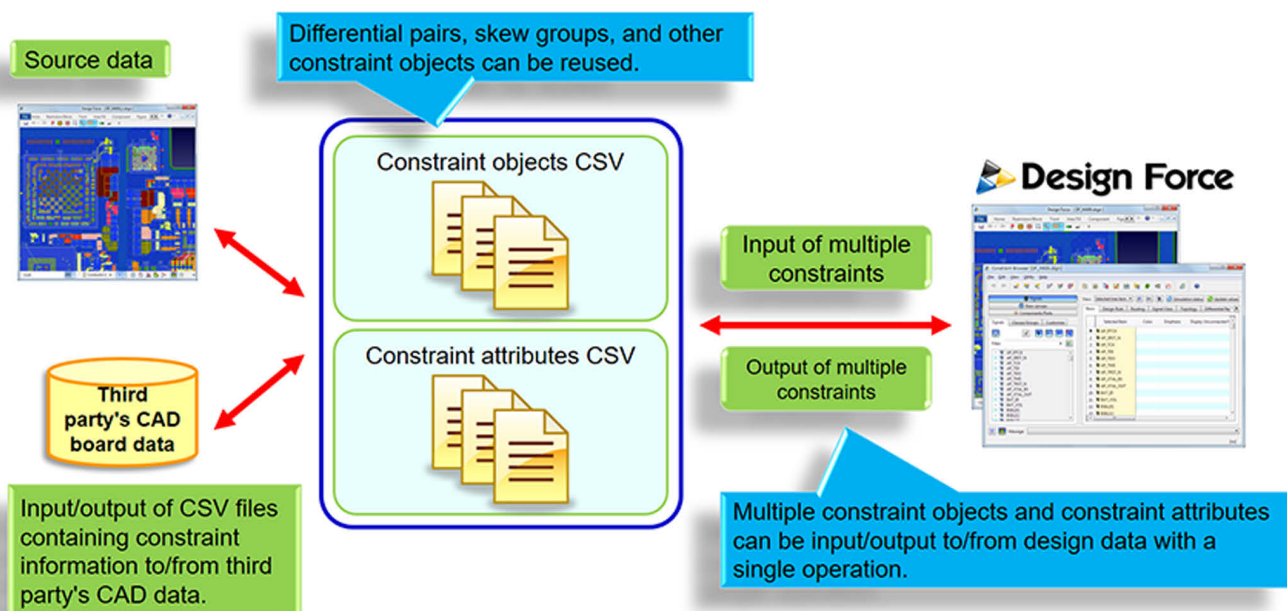 Source data
Differential pairs, skew groups, and other
constraint objects can be reused.
Constraint objects CSV
Constraint attributes CSV
Third
party's CAD
board data
Input/output of CSV files
containing constraint
information to/from third
party's CAD data.
Input of multiple
constraints
Output of multiple
constraints
Design Force
Multiple constraint objects and constraint attributes
can be input/output to/from design data with a
single operation.